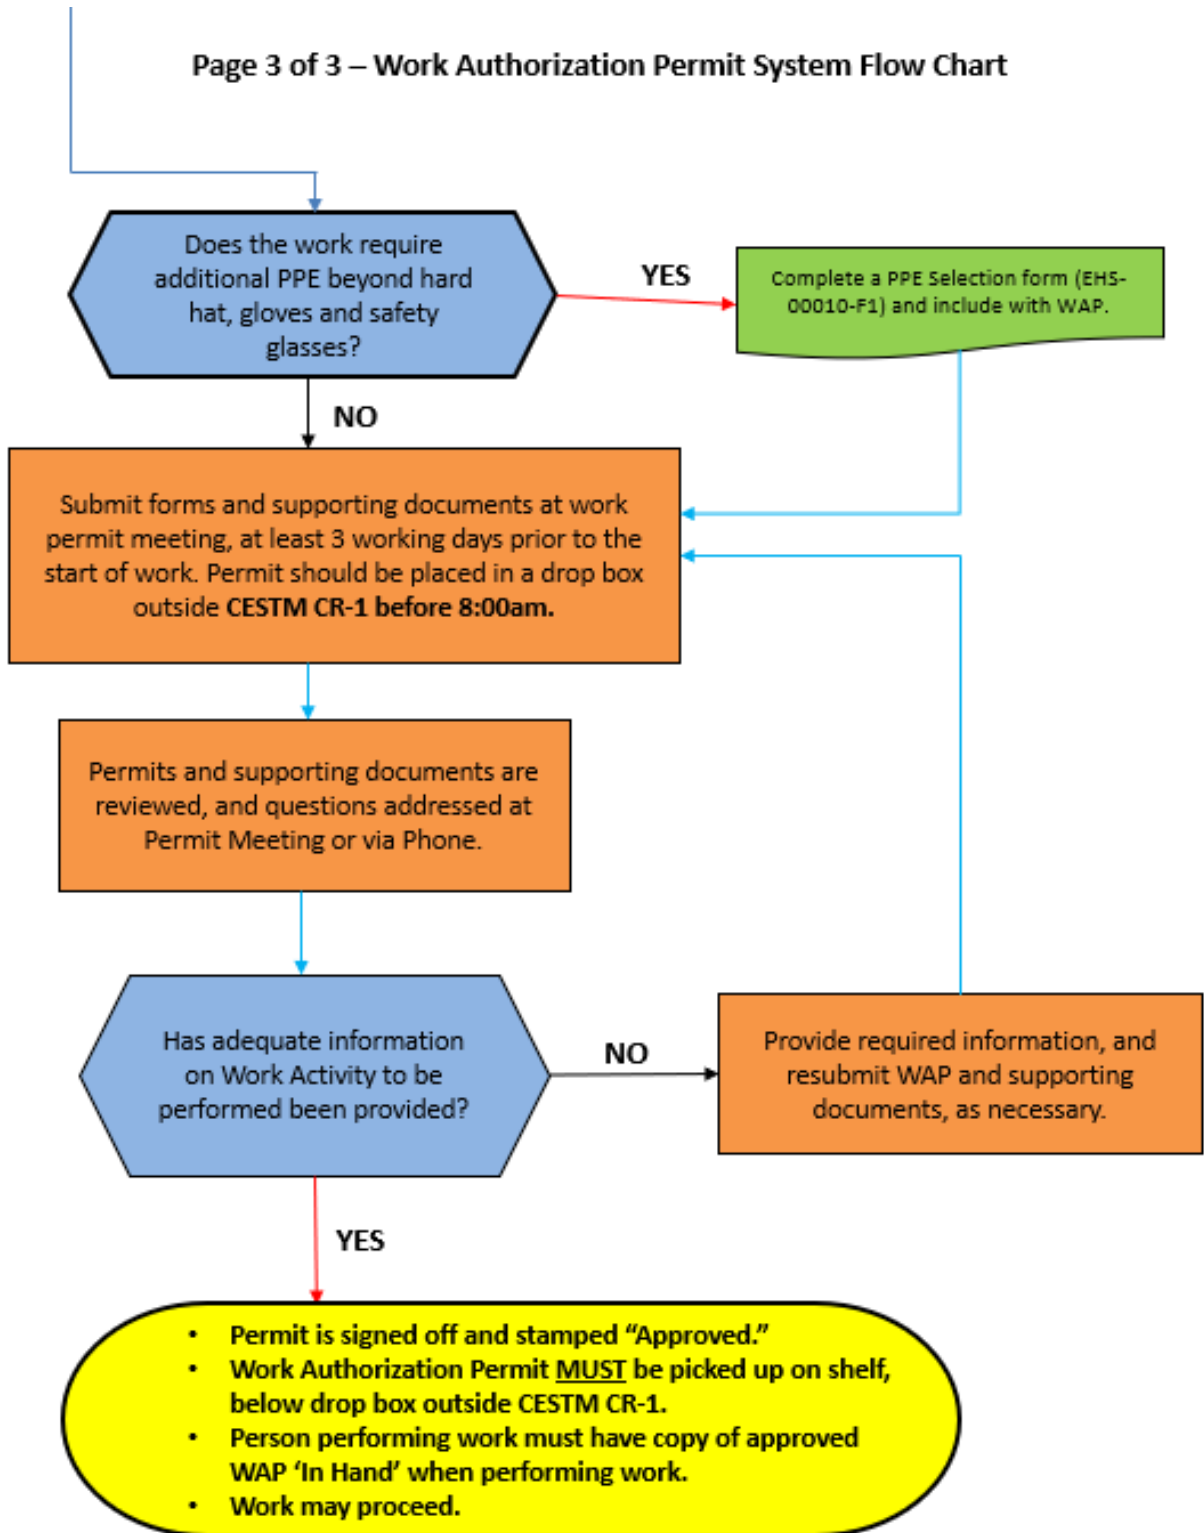 Page 3 of 3 – Work Authorization Permit System Flow Chart
Does the work require
additional PPE beyond hard
hat, gloves and safety
glasses?
YES
Complete a PPE Selection form (EHS-
00010-F1) and include with WAP.
NO
Submit forms and supporting documents at work
permit meeting, at least 3 working days prior to the
start of work. Permit should be placed in a drop box
outside CESTM CR-1 before 8:00am.
Permits and supporting documents are
reviewed, and questions addressed at
Permit Meeting or via Phone.
Has adequate information
on Work Activity to be
performed been provided?
NO
Provide required information, and
resubmit WAP and supporting
documents, as necessary.
YES
• Permit is signed off and stamped “Approved.”
• Work Authorization Permit MUST be picked up on shelf,
below drop box outside CESTM CR-1.
• Person performing work must have copy of approved
WAP ‘In Hand’ when performing work.
• Work may proceed.